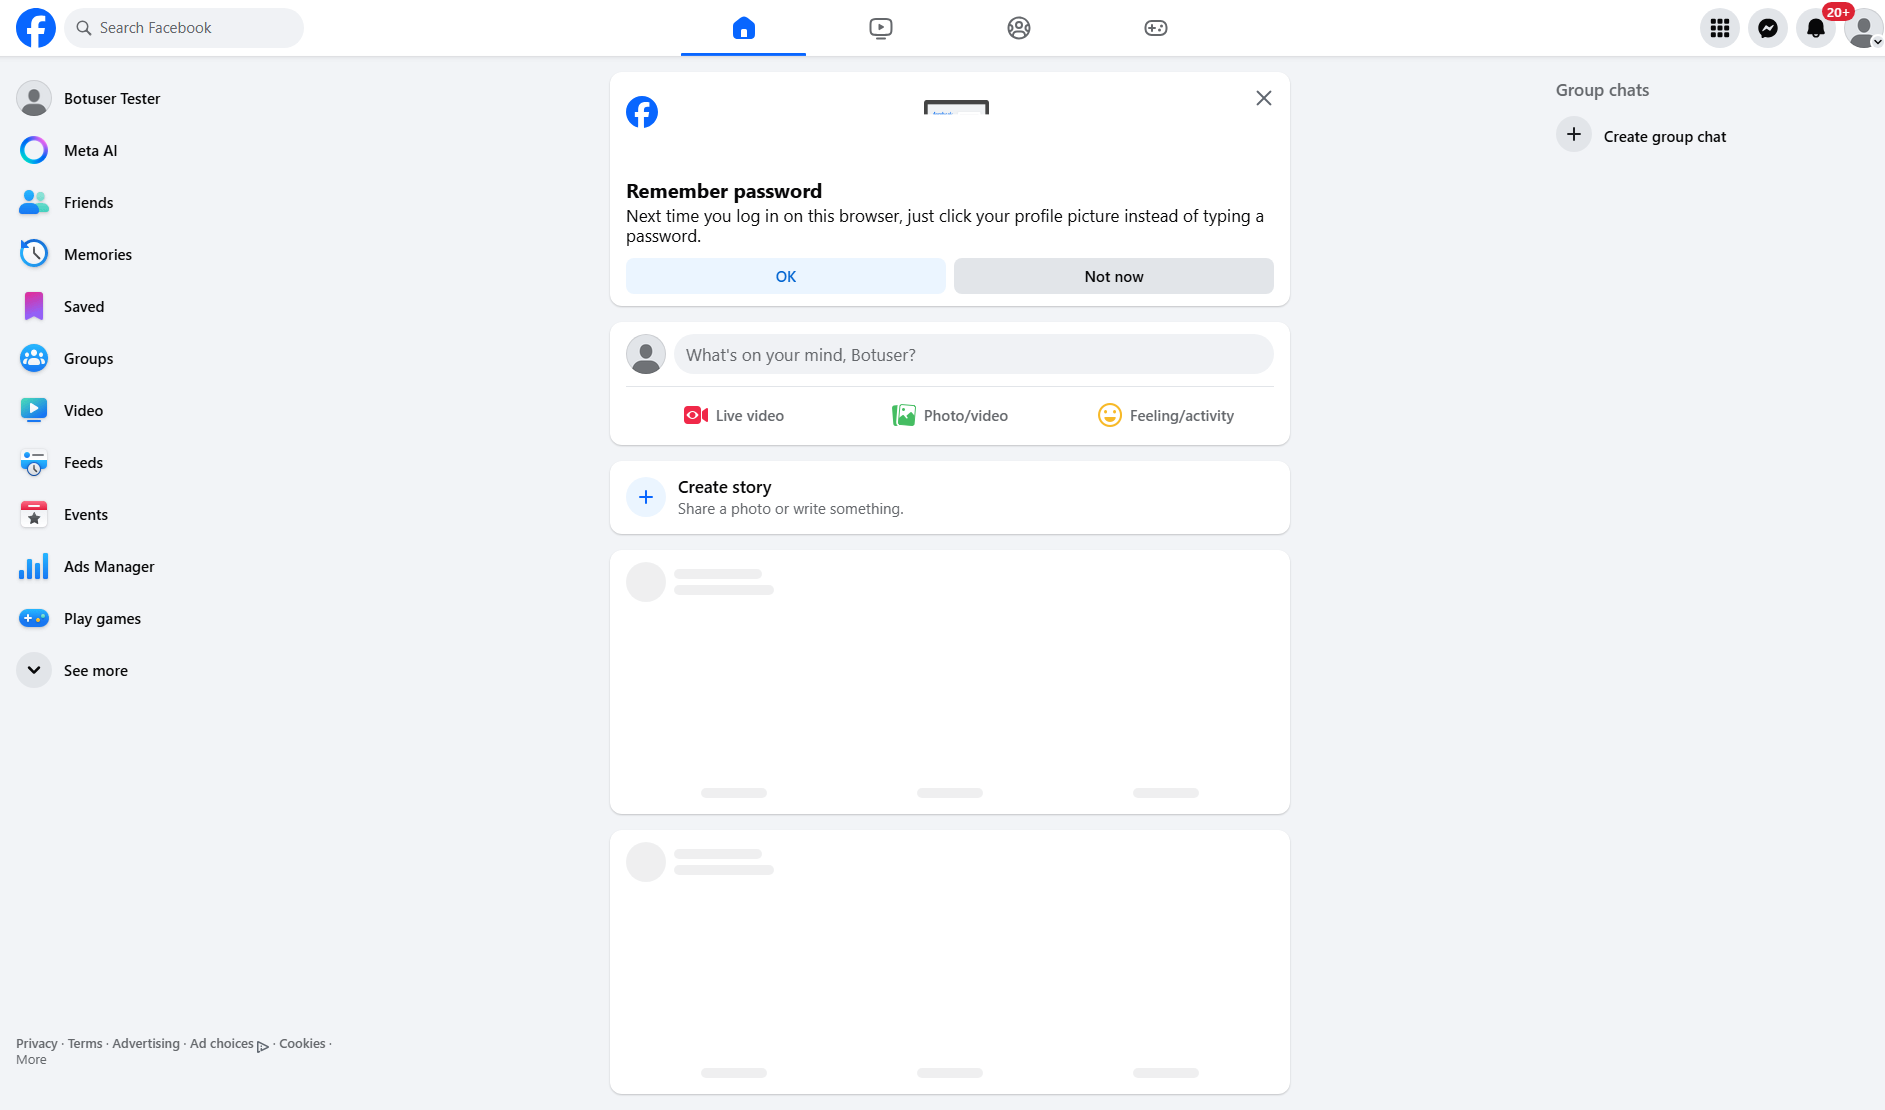 Search Facebook
20+
Botuser Tester
Meta AI
Friends
Memories
Saved
Groups
Video
Feeds
Events
Ads Manager
Play games
See more
Privacy · Terms · Advertising · Ad choices · Cookies ·
More
Remember password
Next time you log in on this browser, just click your profile picture instead of typing a
password.
OK
Not now
What's on your mind, Botuser?
Live video
Photo/video
Feeling/activity
Create story
Share a photo or write something.
Group chats
Create group chat